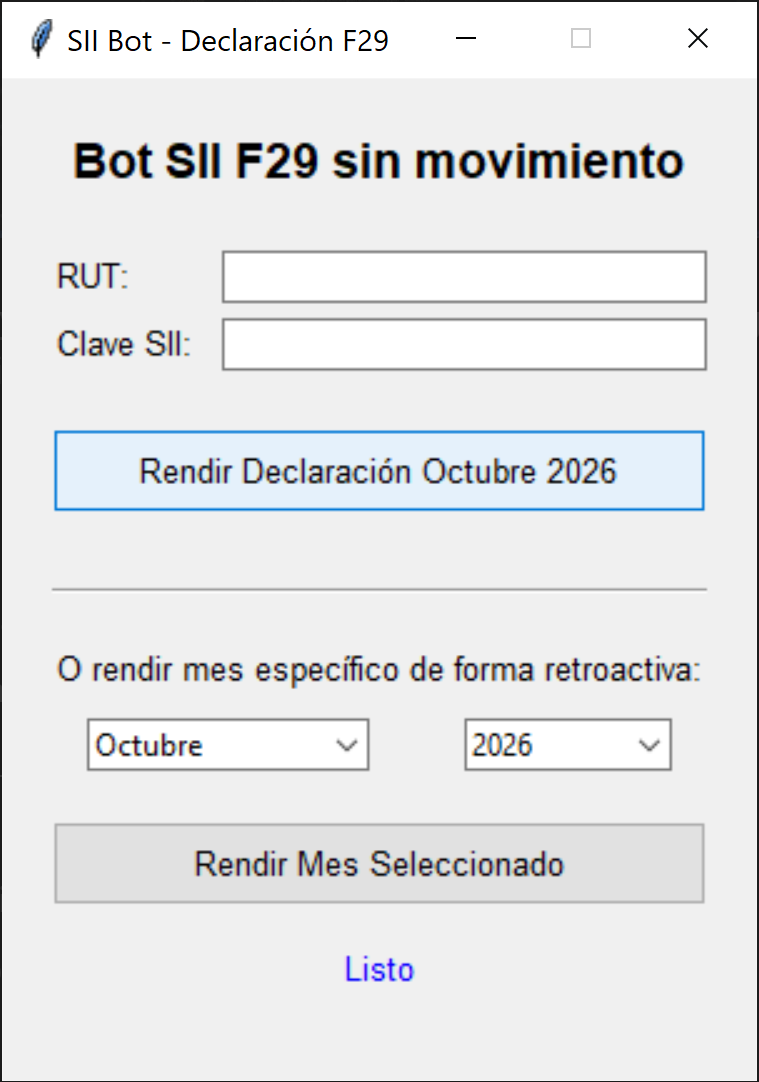 SII Bot - Declaración F29
Bot SII F29 sin movimiento
RUT:
Clave SII:
Rendir Declaración Octubre 2026
O rendir mes específico de forma retroactiva:
Octubre 2026
Rendir Mes Seleccionado
Listo